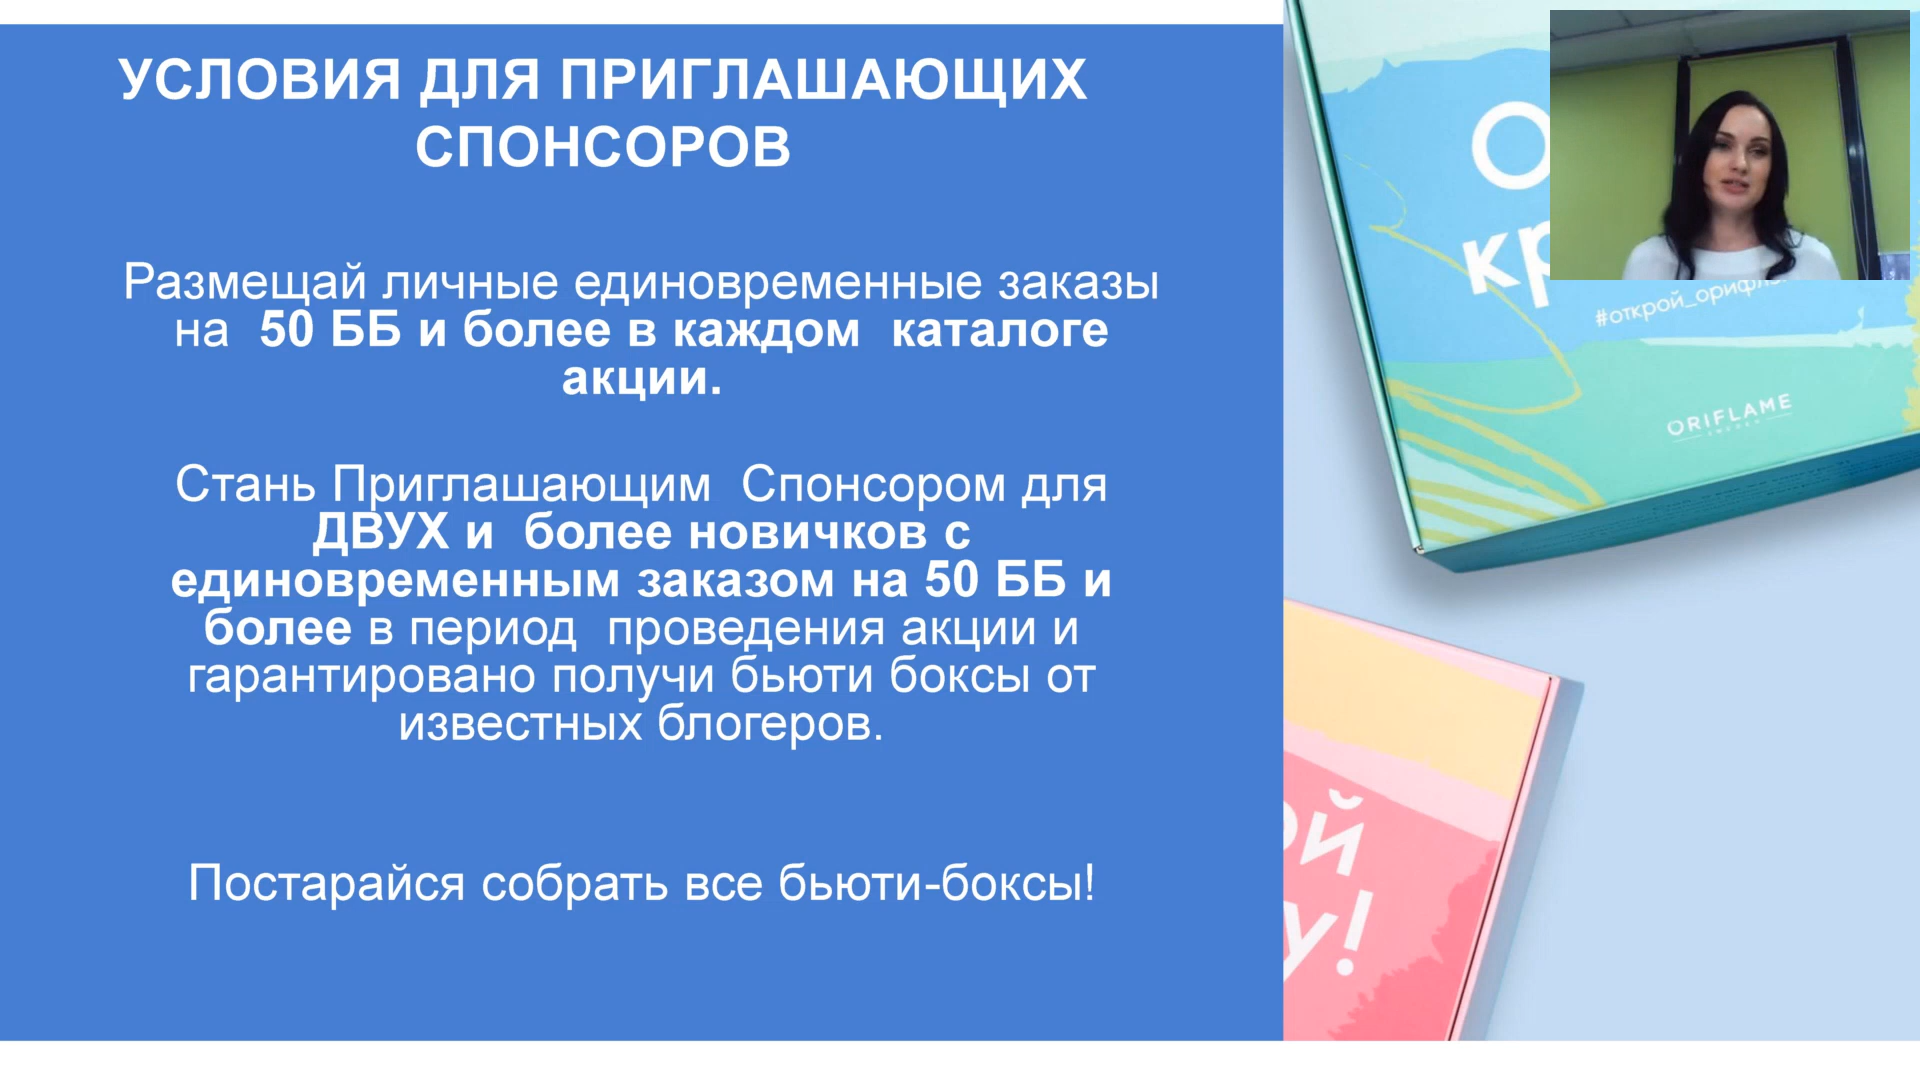 УСЛОВИЯ ДЛЯ ПРИГЛАШАЮЩИХ
СПОНСОРОВ
Размещай личные единовременные заказы
на 50 ББ и более в каждом каталоге
акции.
Стань Приглашающим Спонсором для
ДВУХ и более новичков с
единовременным заказом на 50 ББ и
более в период проведения акции и
гарантировано получи бьюти боксы от
известных блогеров.
Постарайся собрать все бьюти-боксы!
ORIFLAME